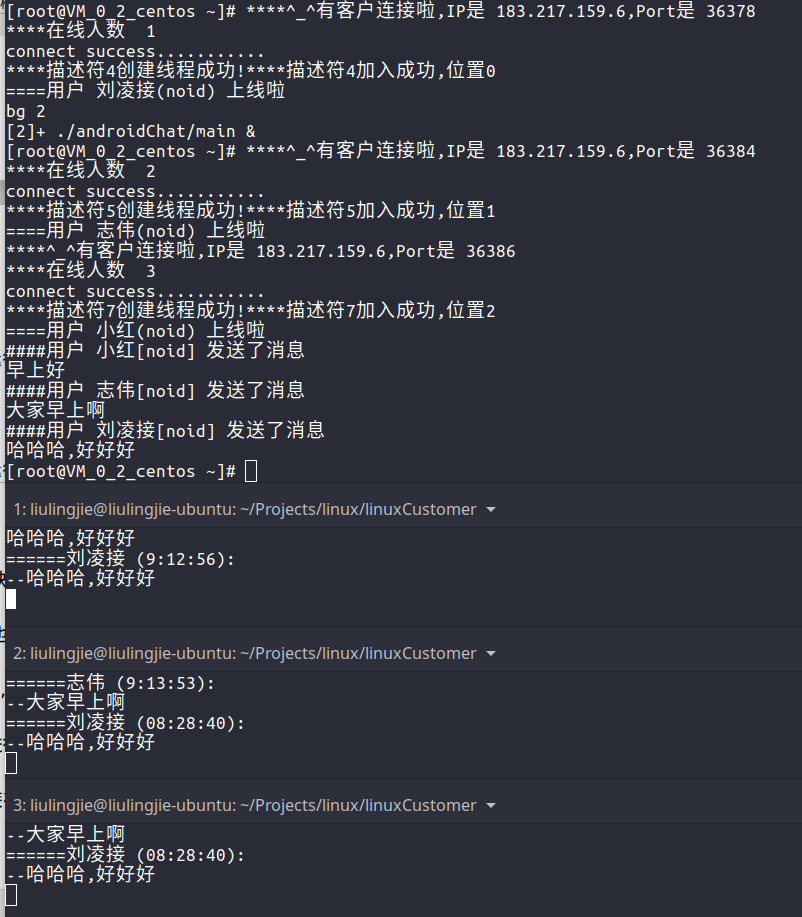 [root@VM_0_2_centos ~]# ****^_^有客户连接啦,IP是 183.217.159.6,Port是 36378
****在线人数  1
connect success...........
****描述符4创建线程成功!****描述符4加入成功,位置0
====用户 刘凌接(noid) 上线啦
bg 2
[2]+ ./androidChat/main &
[root@VM_0_2_centos ~]# ****^_^有客户连接啦,IP是 183.217.159.6,Port是 36384
****在线人数  2
connect success...........
****描述符5创建线程成功!****描述符5加入成功,位置1
====用户 志伟(noid) 上线啦
****^_^有客户连接啦,IP是 183.217.159.6,Port是 36386
****在线人数  3
connect success...........
****描述符7创建线程成功!****描述符7加入成功,位置2
====用户 小红(noid) 上线啦
####用户 小红[noid] 发送了消息
早上好
####用户 志伟[noid] 发送了消息
大家早上啊
####用户 刘凌接[noid] 发送了消息
哈哈哈,好好好
[root@VM_0_2_centos ~]#
1: liulingjie@liulingjie-ubuntu: ~/Projects/linux/linuxCustomer
哈哈哈,好好好
======刘凌接 (9:12:56):
--哈哈哈,好好好
2: liulingjie@liulingjie-ubuntu: ~/Projects/linux/linuxCustomer
======志伟 (9:13:53):
--大家早上啊
======刘凌接 (08:28:40):
--哈哈哈,好好好
3: liulingjie@liulingjie-ubuntu: ~/Projects/linux/linuxCustomer
--大家早上啊
======刘凌接 (08:28:40):
--哈哈哈,好好好